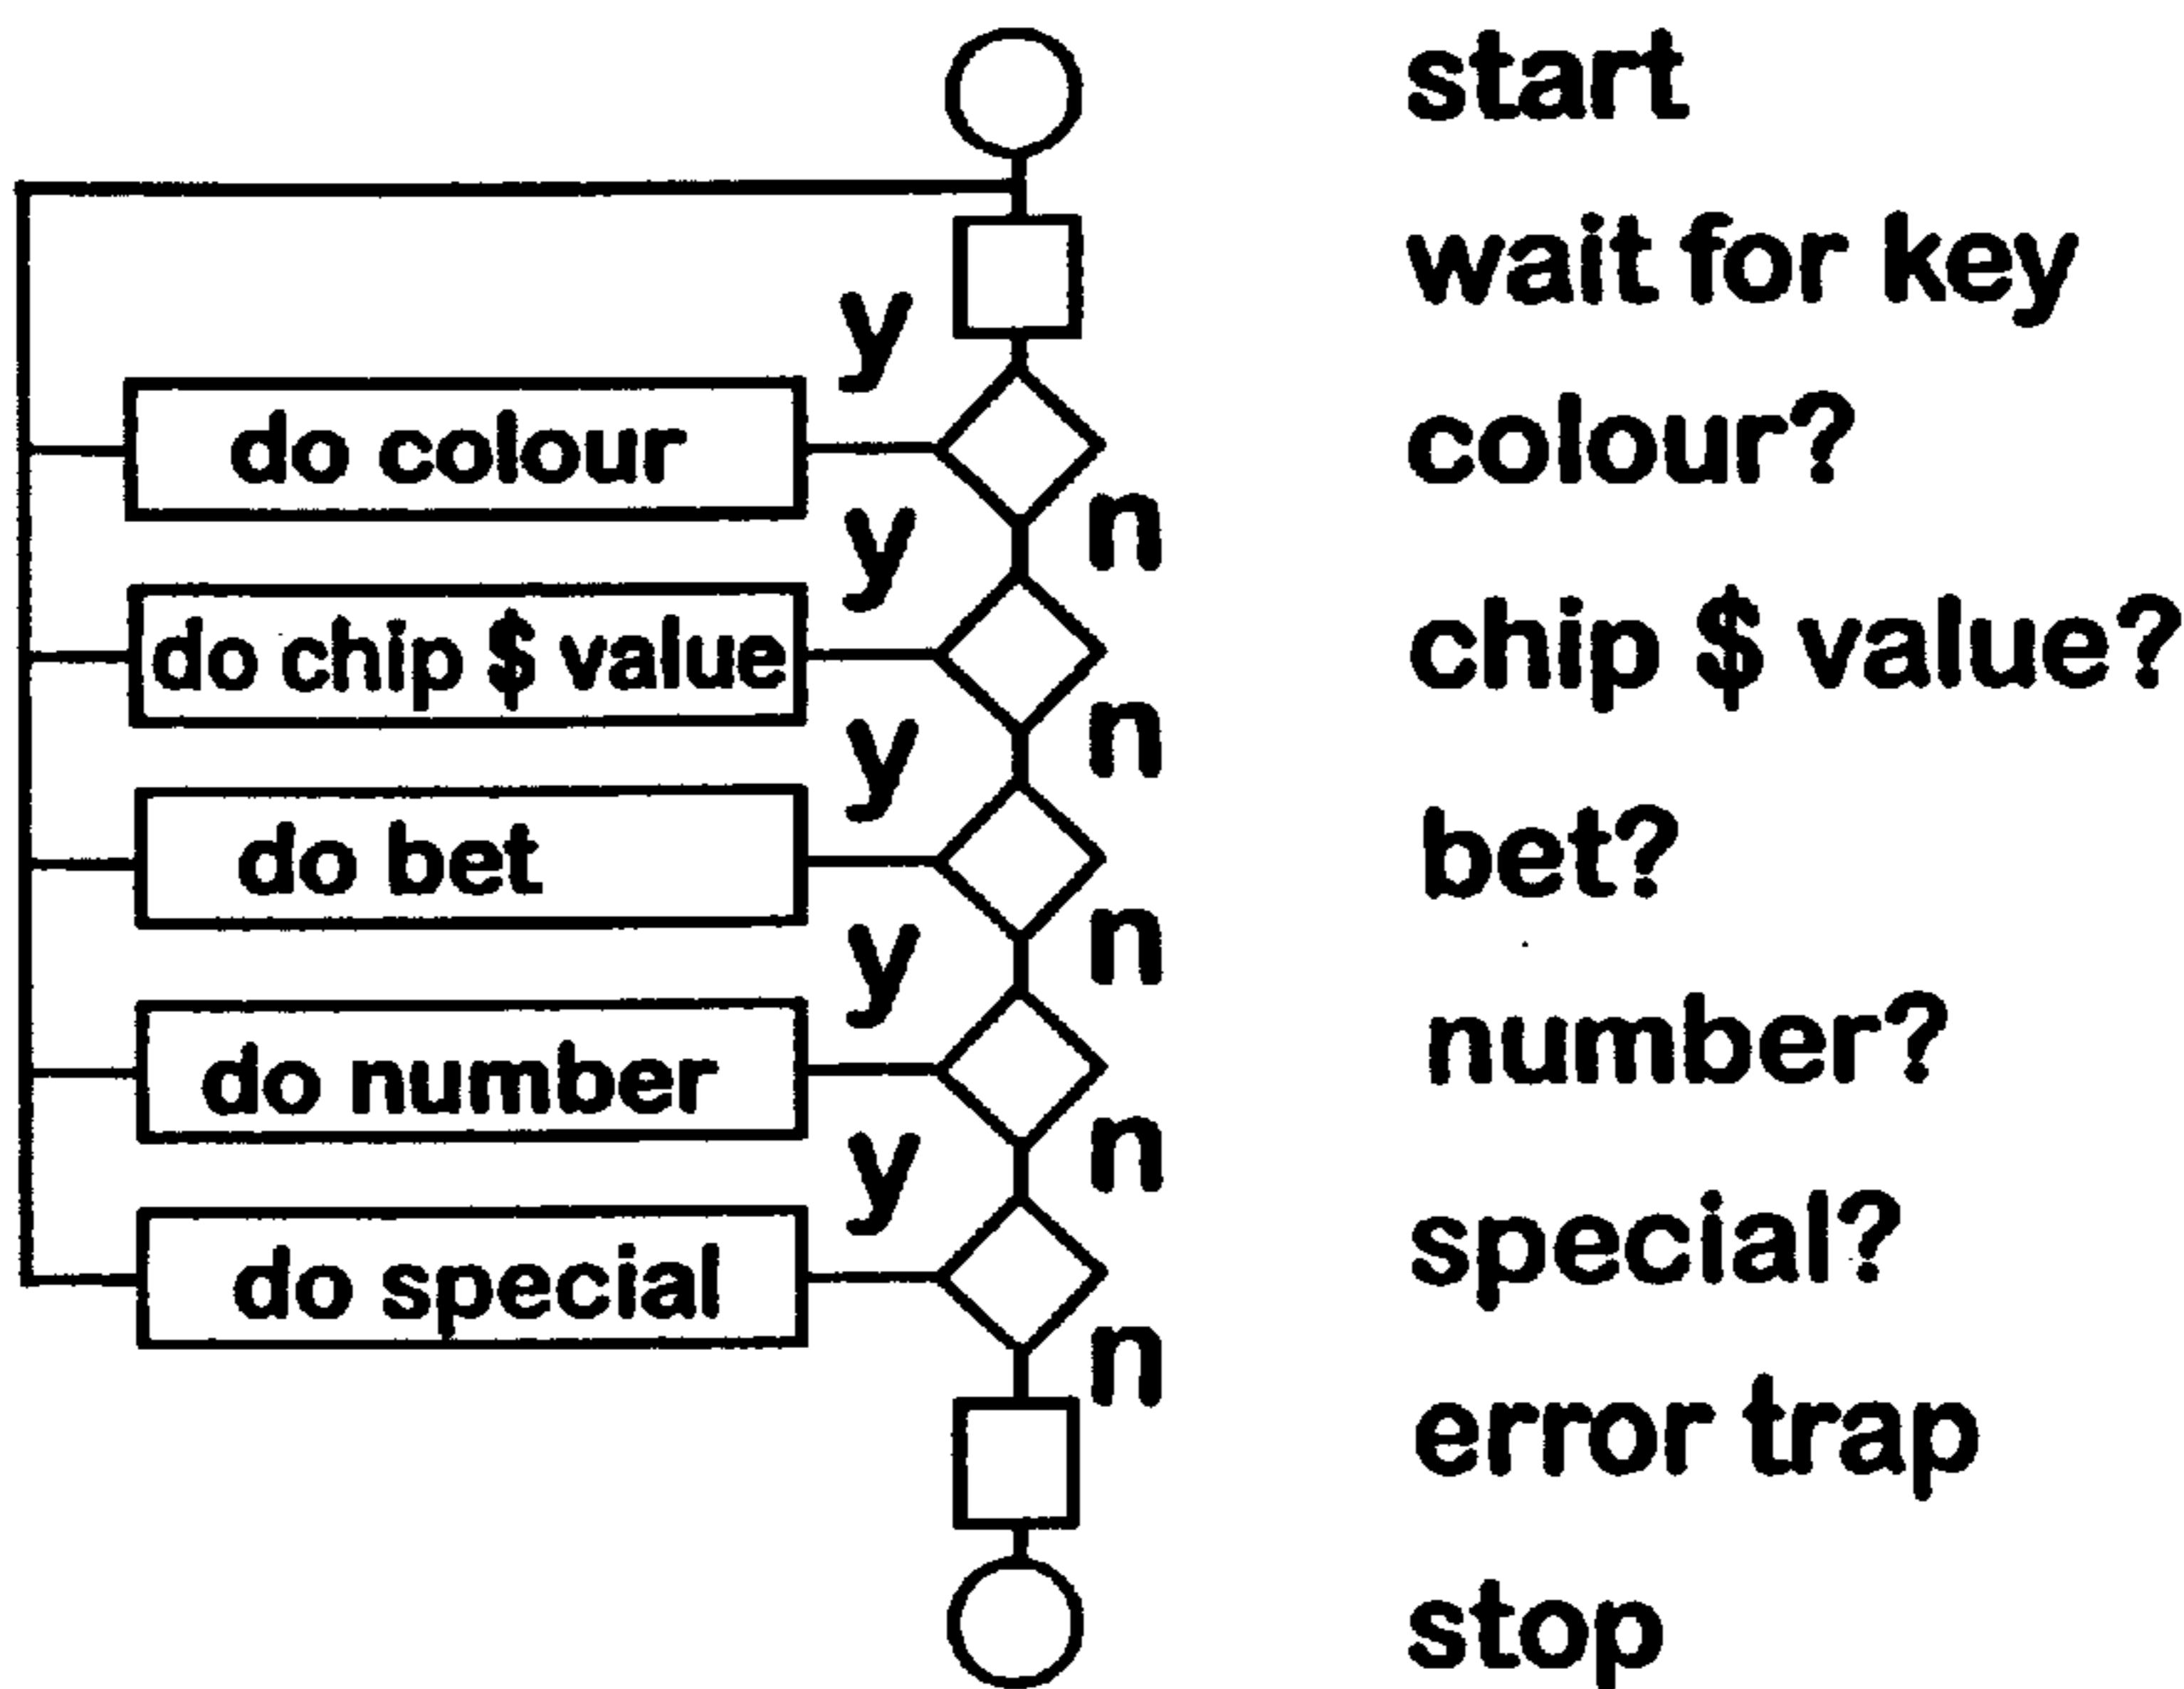 start
wait for key
y
do colour
colour?
n
y
do chip $ value
chip $ value?
n
y
do bet
bet?
n
y
do number
number?
n
y
do special
special?
n
error trap
stop